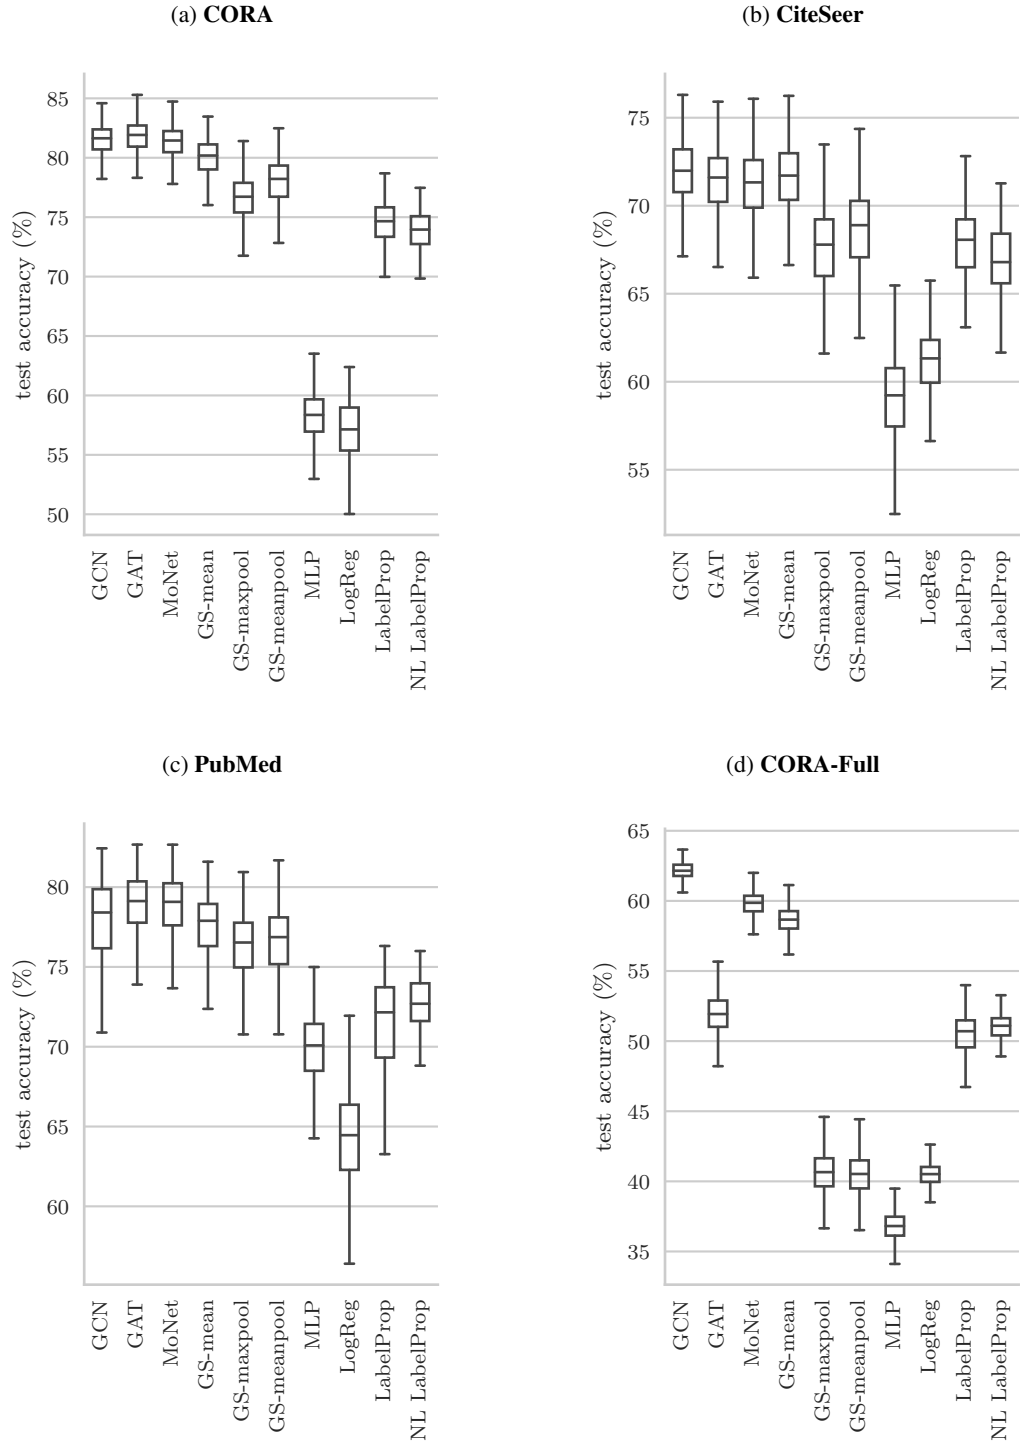 (a) CORA
test accuracy (%)
85
80
75
70
65
60
55
50
GCN
GAT
MoNet
GS-mean
GS-maxpool
GS-meanpool
MLP
LogReg
LabelProp
NL LabelProp
(b) CiteSeer
test accuracy (%)
75
70
65
60
55
GCN
GAT
MoNet
GS-mean
GS-maxpool
GS-meanpool
MLP
LogReg
LabelProp
NL LabelProp
(c) PubMed
test accuracy (%)
80
75
70
65
60
GCN
GAT
MoNet
GS-mean
GS-maxpool
GS-meanpool
MLP
LogReg
LabelProp
NL LabelProp
(d) CORA-Full
test accuracy (%)
65
60
55
50
45
40
35
GCN
GAT
MoNet
GS-mean
GS-maxpool
GS-meanpool
MLP
LogReg
LabelProp
NL LabelProp